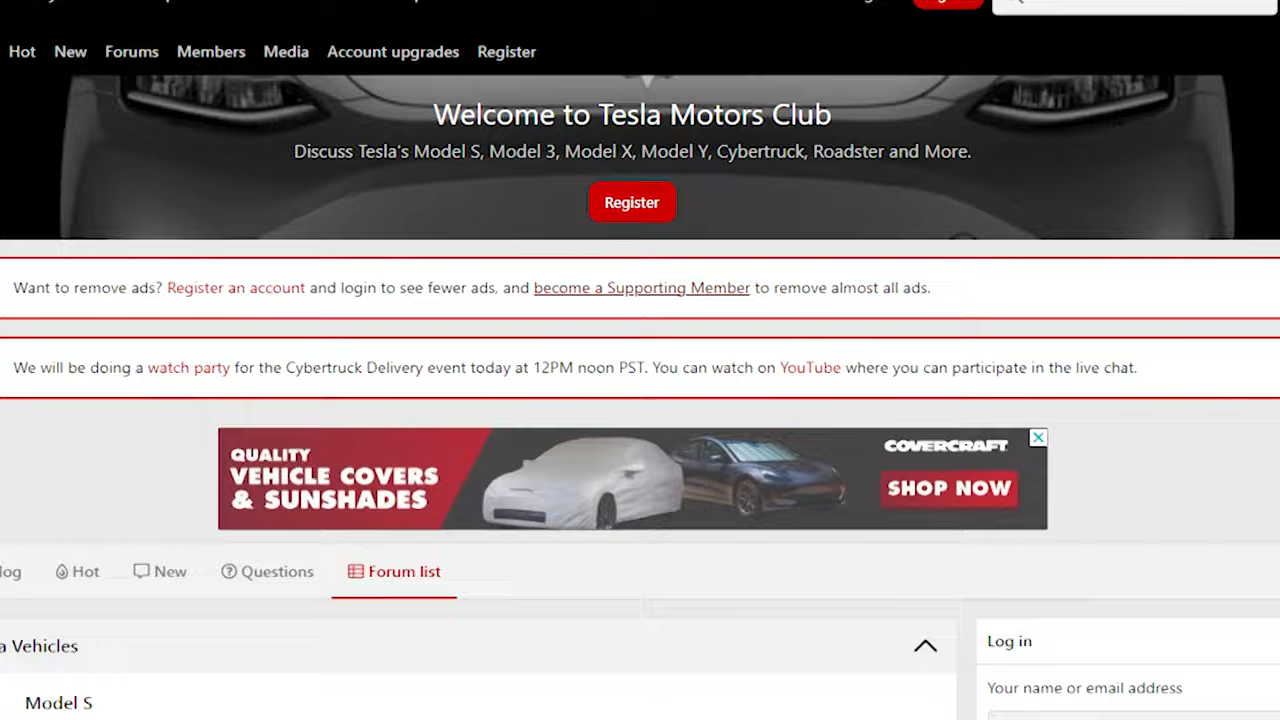 Hot New Forums Members Media Account upgrades Register
Welcome to Tesla Motors Club
Discuss Tesla's Model S, Model 3, Model X, Model Y, Cybertruck, Roadster and More.
Register
Want to remove ads? Register an account and login to see fewer ads, and become a Supporting Member to remove almost all ads.
We will be doing a watch party for the Cybertruck Delivery event today at 12PM noon PST. You can watch on YouTube where you can participate in the live chat.
QUALITY
VEHICLE COVERS
& SUNSHADES
COVERCRAFT
SHOP NOW
log Hot New Questions Forum list
a Vehicles
Model S
Log in
Your name or email address